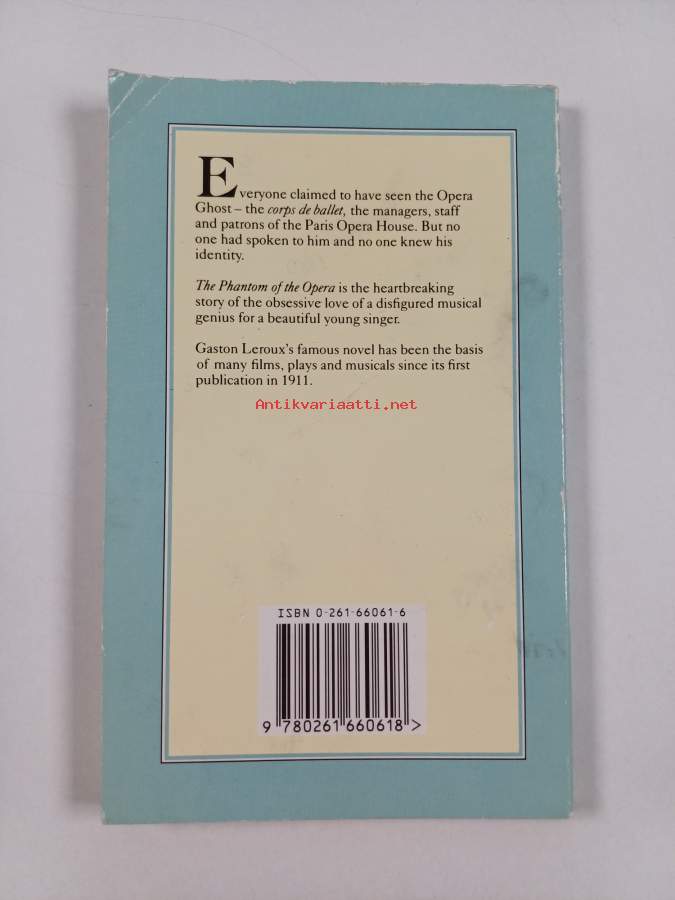 Everyone claimed to have seen the Opera
Ghost – the corps de ballet, the managers, staff
and patrons of the Paris Opera House. But no
one had spoken to him and no one knew his
identity.
The Phantom of the Opera is the heartbreaking
story of the obsessive love of a disfigured musical
genius for a beautiful young singer.
Gaston Leroux's famous novel has been the basis
of many films, plays and musicals since its first
publication in 1911.
Antikvariaatti.net
ISBN 0-261-66061-6
9 780261 660618 >